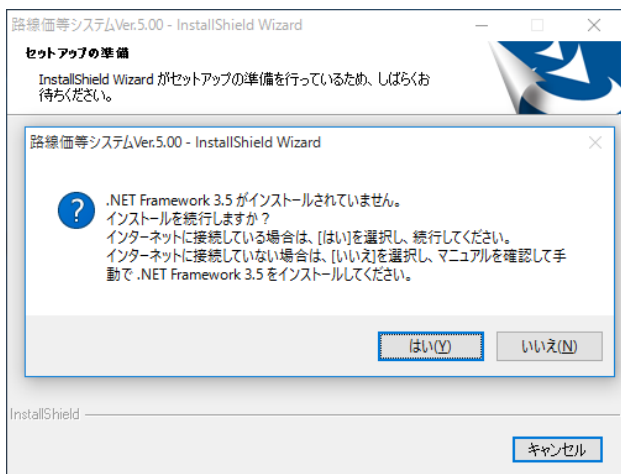 路線価等システムVer.5.00 - InstallShield Wizard
セットアップの準備
InstallShield Wizard がセットアップの準備を行っているため、しばらくお
待ちください。
路線価等システムVer.5.00 - InstallShield Wizard
.NET Framework 3.5 がインストールされていません。
インストールを続行しますか？
インターネットに接続している場合は、[はい]を選択し、続行してください。
インターネットに接続していない場合は、[いいえ]を選択し、マニュアルを確認して手
動で .NET Framework 3.5 をインストールしてください。
はい(Y)
いいえ(N)
InstallShield
キャンセル